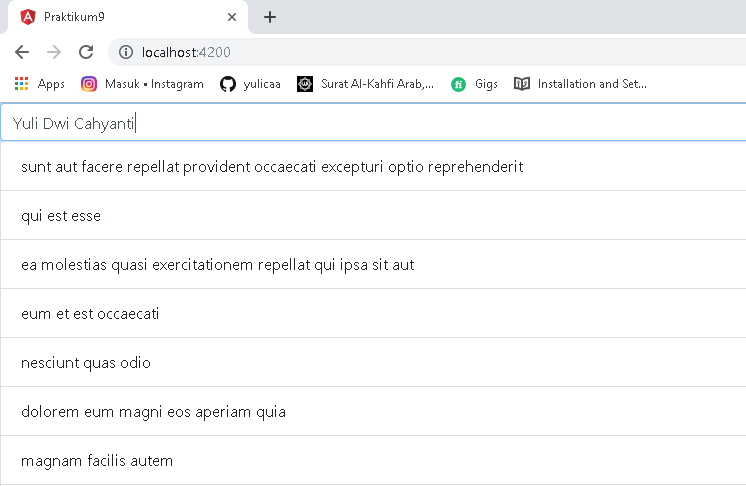 Praktikum9
localhost:4200
Apps Masuk • Instagram yulicaa Surat Al-Kahfi Arab,... Gigs Installation and Set...
Yuli Dwi Cahyanti
sunt aut facere repellat provident occaecati excepturi optio reprehenderit
qui est esse
ea molestias quasi exercitationem repellat qui ipsa sit aut
eum et est occaecati
nesciunt quas odio
dolorem eum magni eos aperiam quia
magnam facilis autem